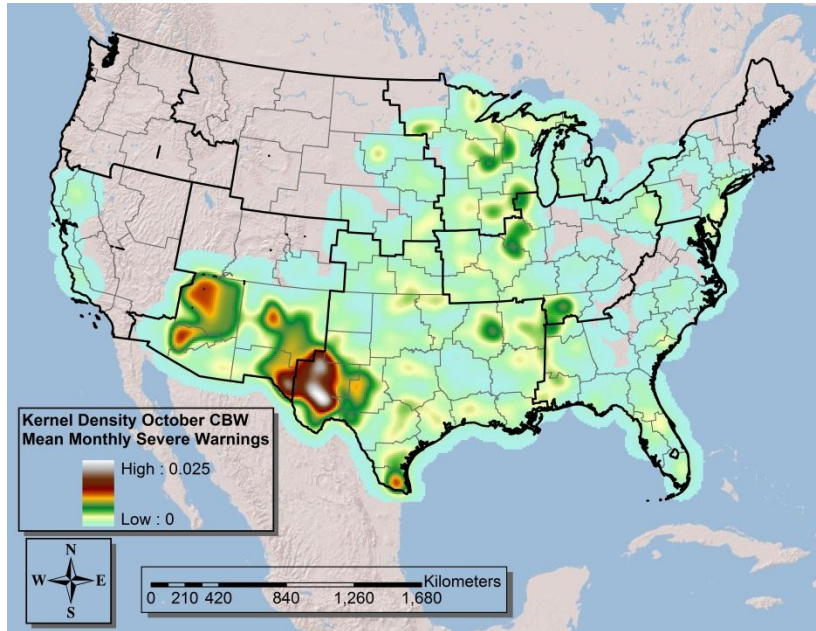 Kernel Density October CBW
Mean Monthly Severe Warnings
High : 0.025
Low : 0
N
W E
S
Kilometers
0 210 420 840 1,260 1,680